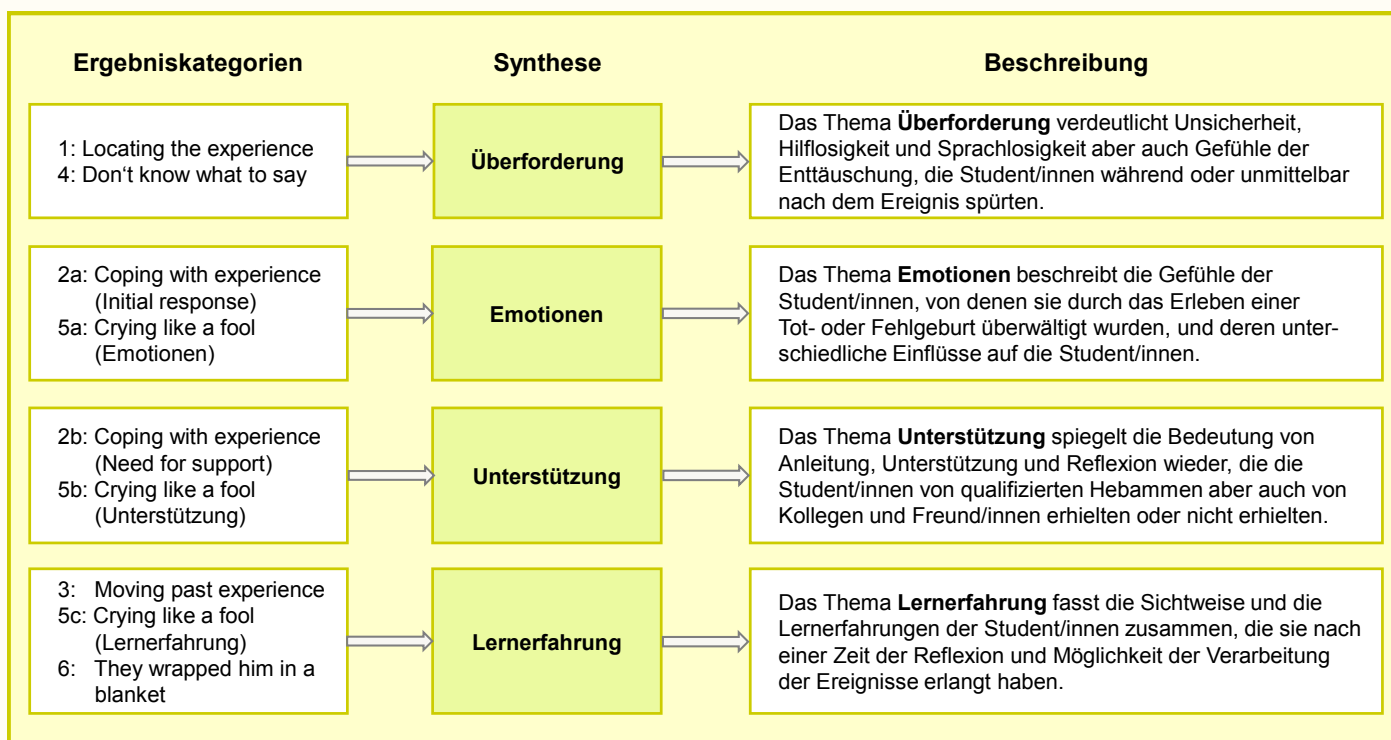 Ergebniskategorien
Synthese
Beschreibung
1: Locating the experience
4: Don‘t know what to say
Überforderung
Das Thema Überforderung verdeutlicht Unsicherheit,
Hilflosigkeit und Sprachlosigkeit aber auch Gefühle der
Enttäuschung, die Student/innen während oder unmittelbar
nach dem Ereignis spürten.
2a: Coping with experience
(Initial response)
5a: Crying like a fool
(Emotionen)
Emotionen
Das Thema Emotionen beschreibt die Gefühle der
Student/innen, von denen sie durch das Erleben einer
Tot- oder Fehlgeburt überwältigt wurden, und deren unter-
schiedliche Einflüsse auf die Student/innen.
2b: Coping with experience
(Need for support)
5b: Crying like a fool
(Unterstützung)
Unterstützung
Das Thema Unterstützung spiegelt die Bedeutung von
Anleitung, Unterstützung und Reflexion wieder, die die
Student/innen von qualifizierten Hebammen aber auch von
Kollegen und Freund/innen erhielten oder nicht erhielten.
3: Moving past experience
5c: Crying like a fool
(Lernerfahrung)
6: They wrapped him in a
blanket
Lernerfahrung
Das Thema Lernerfahrung fasst die Sichtweise und die
Lernerfahrungen der Student/innen zusammen, die sie nach
einer Zeit der Reflexion und Möglichkeit der Verarbeitung
der Ereignisse erlangt haben.